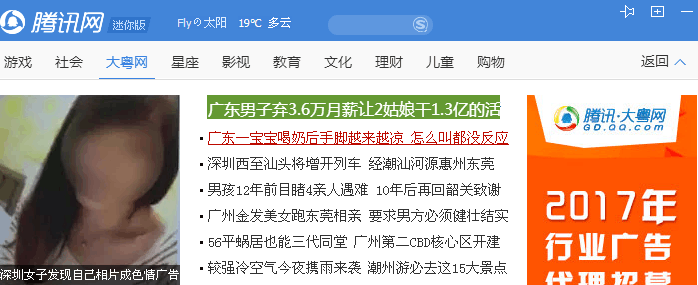 腾讯网 迷你版 Fly の太阳 19℃ 多云
游戏 社会 大粤网 星座 影视 教育 文化 理财 儿童 购物 返回
广东男子弃3.6万月薪让2姑娘干1.3亿的活
广东一宝宝喝奶后手脚越来越凉 怎么叫都没反应
深圳西至汕头将增开列车 经潮汕河源惠州东莞
男孩12年前目睹4亲人遇难 10年后再回韶关致谢
广州金发美女跑东莞相亲 要求男方必须健壮结实
56平蜗居也能三代同堂 广州第二CBD核心区开建
较强冷空气今夜携雨来袭 潮州游必去这15大景点
深圳女子发现自己相片成色情广告
腾讯·大粤网
GD.QQ.com
2017年
行业广告
代理招募